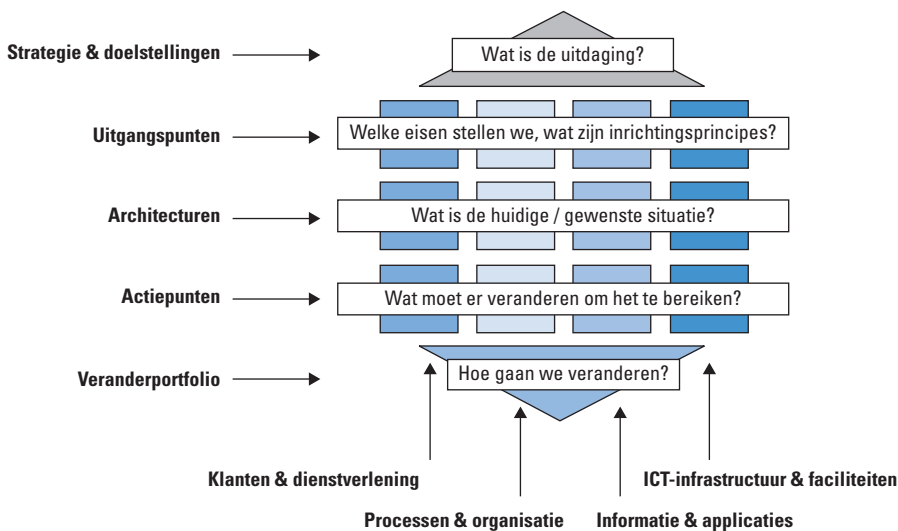 Strategie & doelstellingen
Wat is de uitdaging?
Uitgangspunten
Welke eisen stellen we, wat zijn inrichtingsprincipes?
Architecturen
Wat is de huidige / gewenste situatie?
Actiepunten
Wat moet er veranderen om het te bereiken?
Veranderportfolio
Hoe gaan we veranderen?
Klanten & dienstverlening
ICT-infrastructuur & faciliteiten
Processen & organisatie
Informatie & applicaties